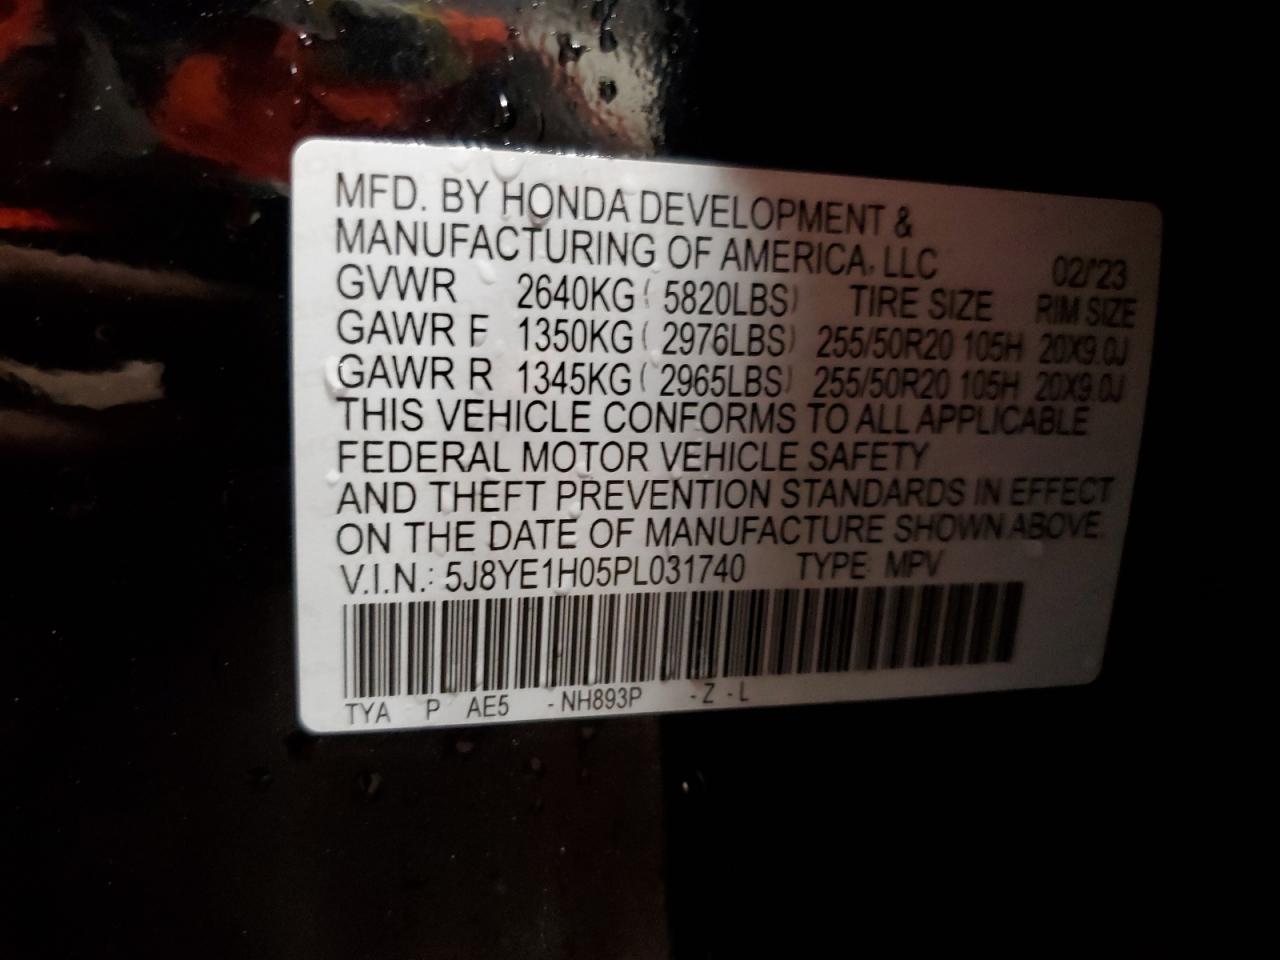 MFD. BY HONDA DEVELOPMENT &
MANUFACTURING OF AMERICA, LLC 02/'23
GVWR 2640KG ( 5820LBS) TIRE SIZE RIM SIZE
GAWR F 1350KG ( 2976LBS) 255/50R20 105H 20X9.0J
GAWR R 1345KG ( 2965LBS) 255/50R20 105H 20X9.0J
THIS VEHICLE CONFORMS TO ALL APPLICABLE
FEDERAL MOTOR VEHICLE SAFETY
AND THEFT PREVENTION STANDARDS IN EFFECT
ON THE DATE OF MANUFACTURE SHOWN ABOVE.
V.I.N.: 5J8YE1H05PL031740 TYPE: MPV
TYA P AE5 -NH893P -Z -L